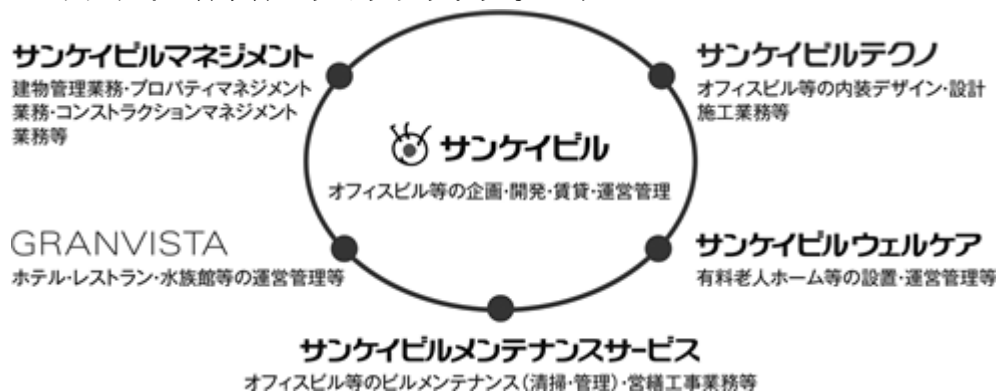 サンケイビルマネジメント
建物管理業務・プロパティマネジメント
業務・コンストラクションマネジメント
業務等
サンケイビルテクノ
オフィスビル等の内装デザイン・設計
施工業務等
サンケイビル
オフィスビル等の企画・開発・賃貸・運営管理
GRANVISTA
ホテル・レストラン・水族館等の運営管理等
サンケイビルウェルケア
有料老人ホーム等の設置・運営管理等
サンケイビルメンテナンスサービス
オフィスビル等のビルメンテナンス(清掃・管理)・営繕工事業務等